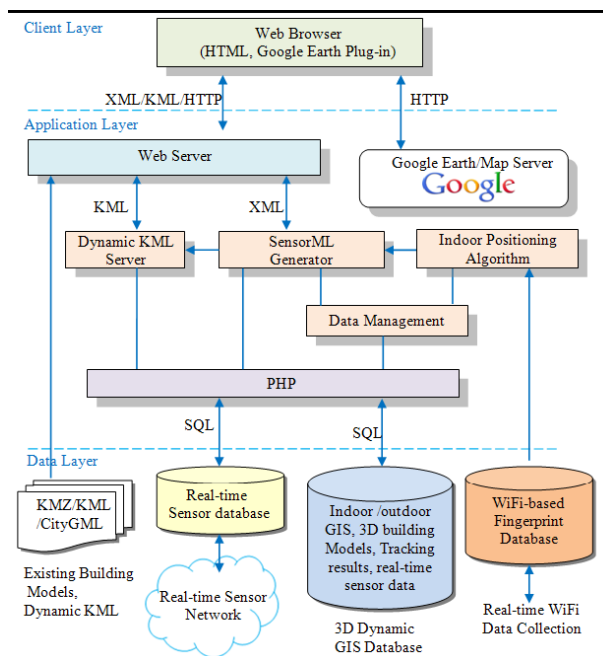 Client Layer
Web Browser
(HTML, Google Earth Plug-in)
XML/KML/HTTP
HTTP
Application Layer
Web Server
Google Earth/Map Server
Google
KML
XML
Dynamic KML
Server
SensorML
Generator
Indoor Positioning
Algorithm
Data Management
PHP
SQL
SQL
Data Layer
KMZ/KML
/CityGML
Existing Building
Models,
Dynamic KML
Real-time
Sensor database
Real-time Sensor
Network
Indoor /outdoor
GIS, 3D building
Models, Tracking
results, real-time
sensor data
3D Dynamic
GIS Database
WiFi-based
Fingerprint
Database
Real-time WiFi
Data Collection